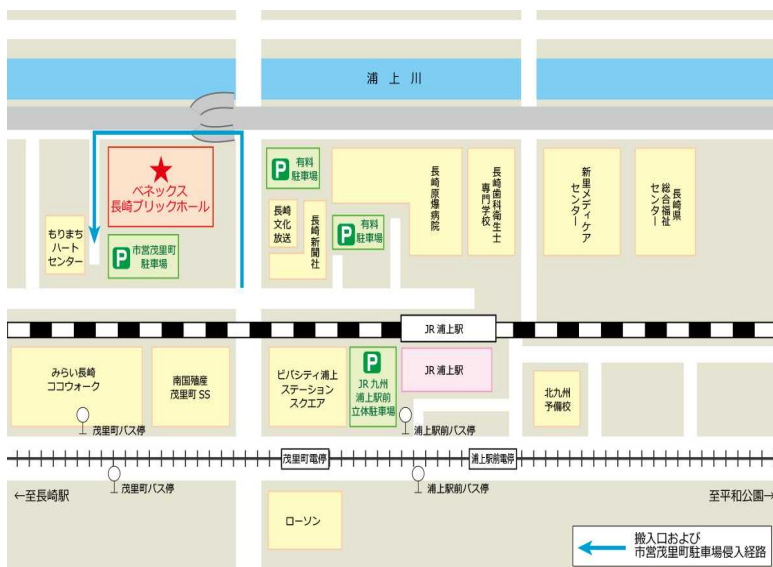 浦上川
有料
駐車場
ベネックス
長崎ブリックホール
もりまち
ハート
センター
市営茂里町
駐車場
長崎
文化
放送
長崎新聞社
有料
駐車場
長崎原爆病院
長崎歯科衛生士
専門学校
新里メディケア
センター
長崎県
総合福祉
センター
JR 浦上駅
みらい長崎
ココウォーク
南国殖産
茂里町 SS
ビバシティ浦上
ステーション
スクエア
JR 九州
浦上駅前
立体駐車場
JR 浦上駅
北九州
予備校
茂里町バス停
浦上駅前バス停
茂里町電停
浦上駅前電停
←至長崎駅
茂里町バス停
浦上駅前バス停
至平和公園→
ローソン
搬入口および
市営茂里町駐車場侵入経路